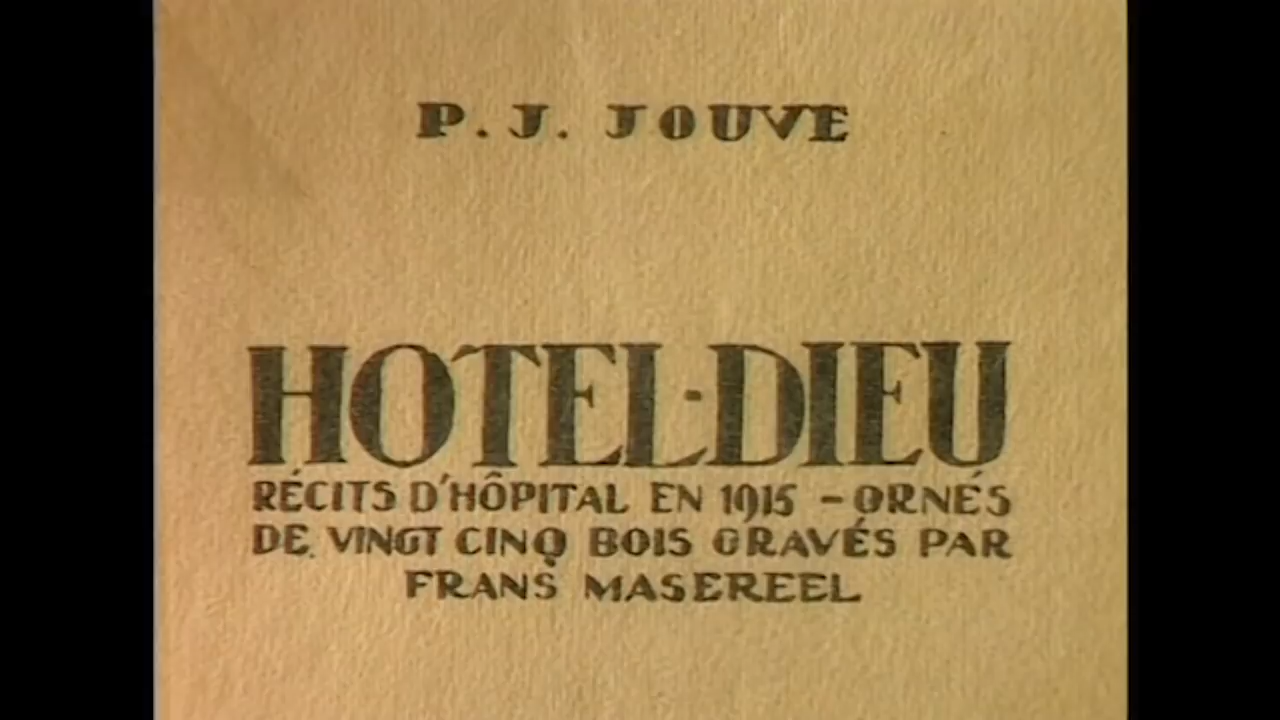 P. J. JOUVE
HOTEL-DIEU
RÉCITS D'HÔPITAL EN 1915 - ORNÉS
DE VINGT CINQ BOIS GRAVÉS PAR
FRANS MASEREEL